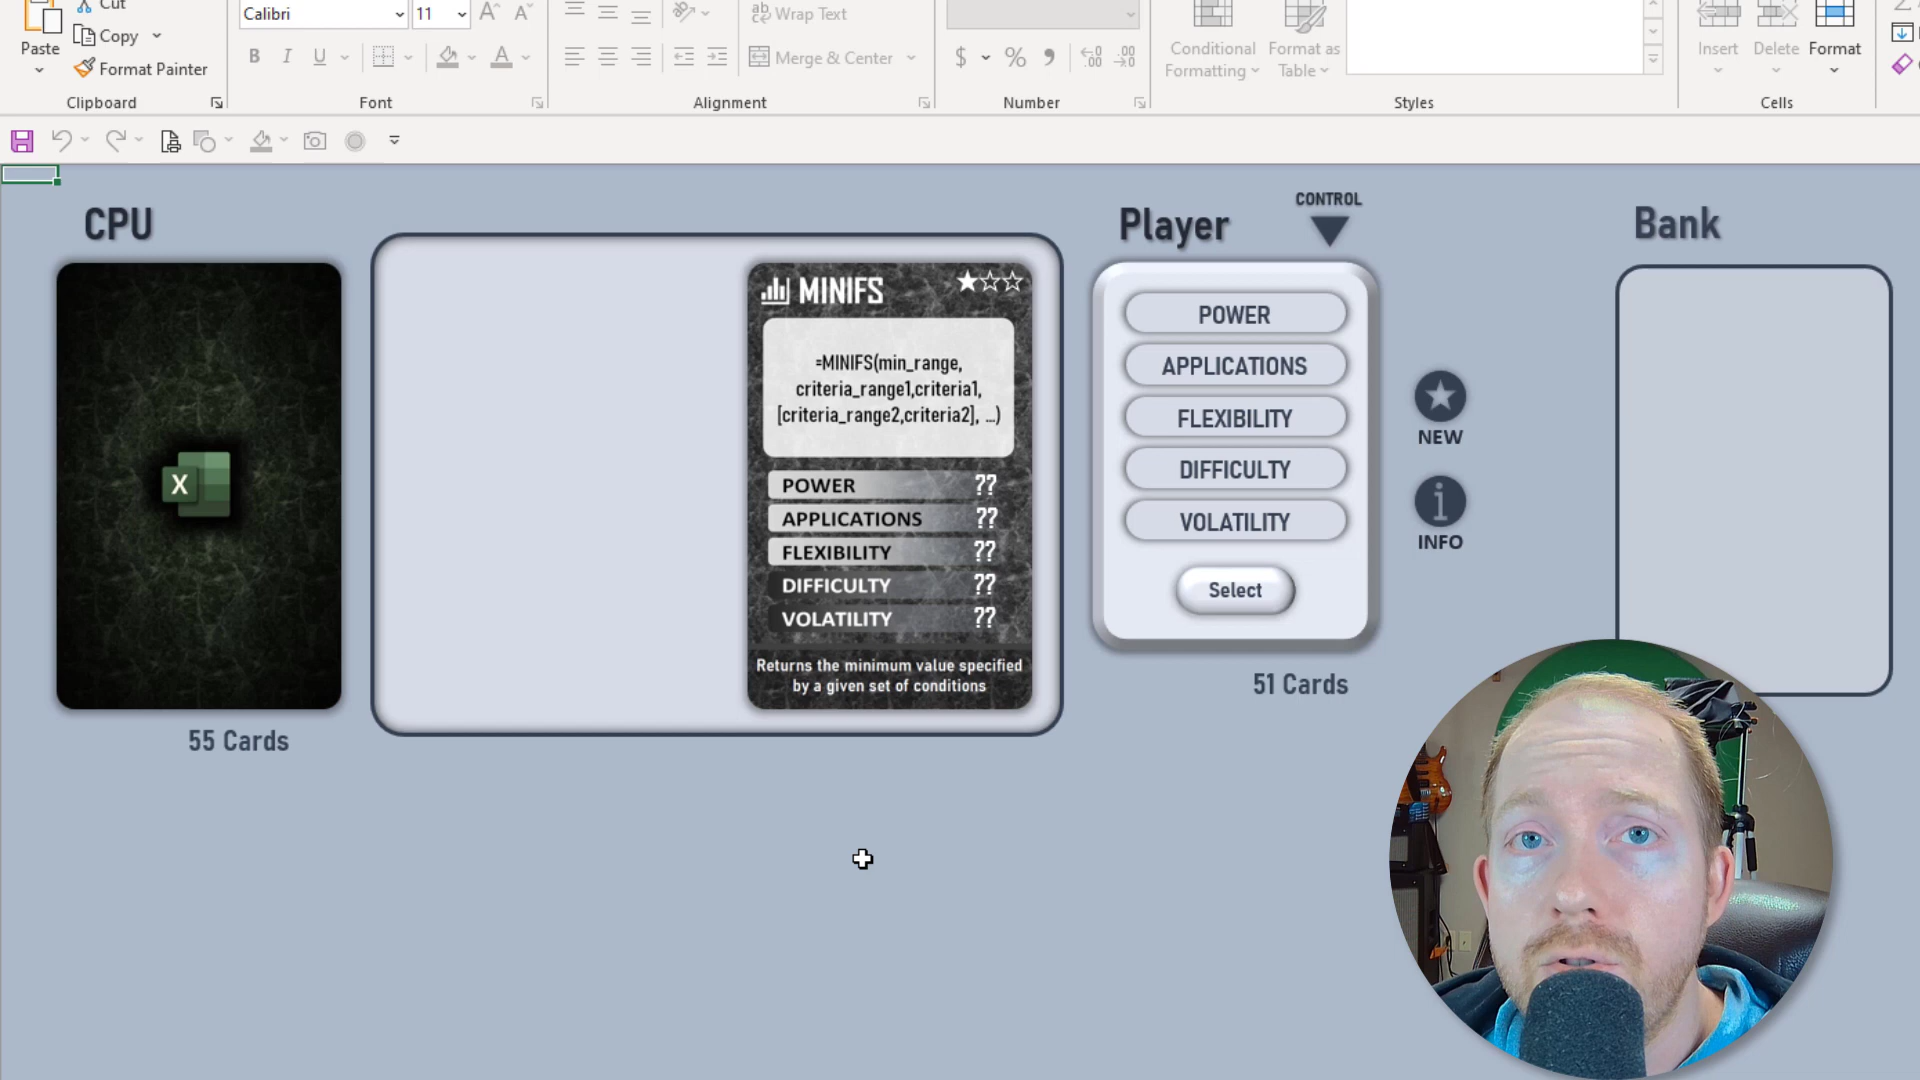 Cut
Calibri
11
Wrap Text
Paste
Copy
B
I
U
A
Merge & Center
$
%
Conditional
Formatting
Format as
Table
Insert
Delete
Format
Format Painter
Clipboard
Font
Alignment
Number
Styles
Cells
CPU
X
55 Cards
MINIFS
=MINIFS(min_range,
criteria_range1,criteria1,
[criteria_range2,criteria2], ...)
POWER ??
APPLICATIONS ??
FLEXIBILITY ??
DIFFICULTY ??
VOLATILITY ??
Returns the minimum value specified
by a given set of conditions
Player
CONTROL
POWER
APPLICATIONS
FLEXIBILITY
DIFFICULTY
VOLATILITY
Select
51 Cards
NEW
INFO
Bank